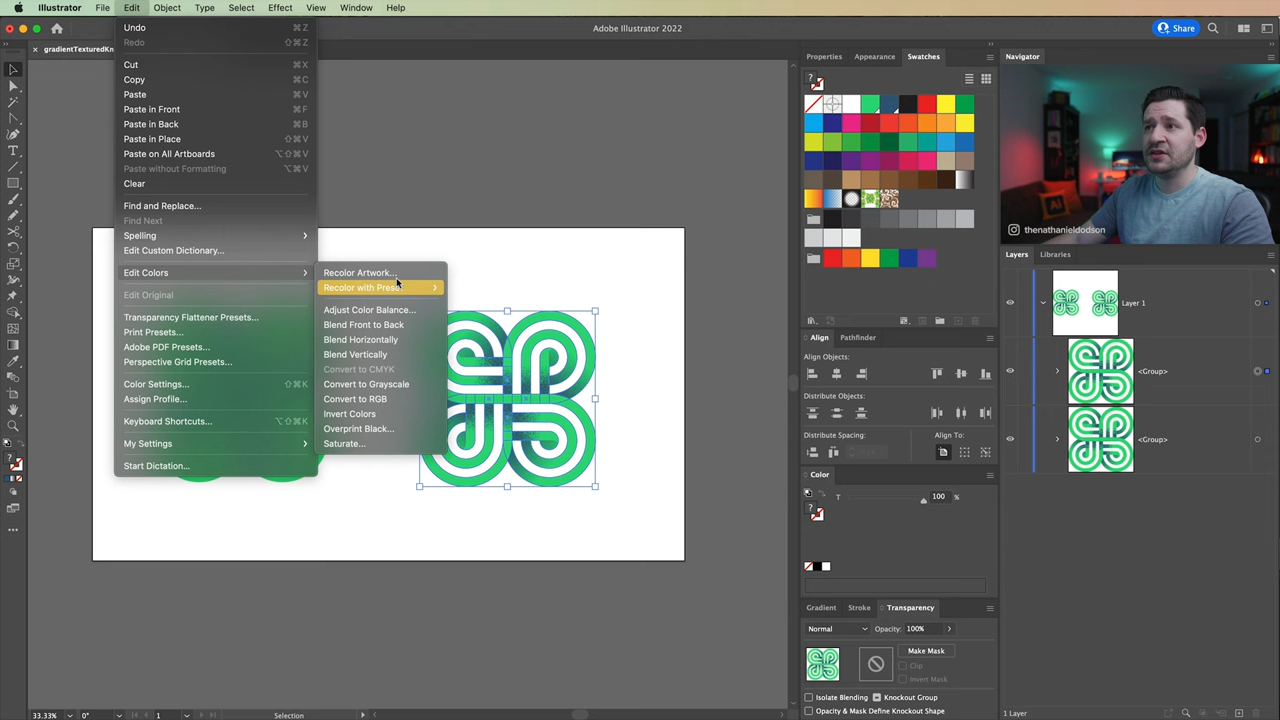 Illustrator File Edit Object Type Select Effect View Window Help
Adobe Illustrator 2022
Share
× gradientTexturedKn
Undo ⌘Z
Redo ⇧⌘Z
Cut ⌘X
Copy ⌘C
Paste ⌘V
Paste in Front ⌘F
Paste in Back ⌘B
Paste in Place ⇧⌘V
Paste on All Artboards ⌥⇧⌘V
Paste without Formatting ⌥⌘V
Clear
Find and Replace...
Find Next
Spelling
Edit Custom Dictionary...
Edit Colors
Edit Original
Transparency Flattener Presets...
Print Presets...
Adobe PDF Presets...
Perspective Grid Presets...
Color Settings... ⇧⌘K
Assign Profile...
Keyboard Shortcuts... ⌥⇧⌘K
My Settings
Start Dictation...
Recolor Artwork...
Recolor with Prese
Adjust Color Balance...
Blend Front to Back
Blend Horizontally
Blend Vertically
Convert to CMYK
Convert to Grayscale
Convert to RGB
Invert Colors
Overprint Black...
Saturate...
Properties Appearance Swatches
?
Align Pathfinder
Align Objects:
Distribute Objects:
Distribute Spacing: Align To:
Color
T 100 %
?
Gradient Stroke Transparency
Normal Opacity: 100%
Make Mask
Clip
Invert Mask
Isolate Blending Knockout Group
Opacity & Mask Define Knockout Shape
Navigator
Ai
thenathanieldodson
Layers Libraries
Layer 1
<Group>
<Group>
1 Layer
33.33% 0° 1 Selection